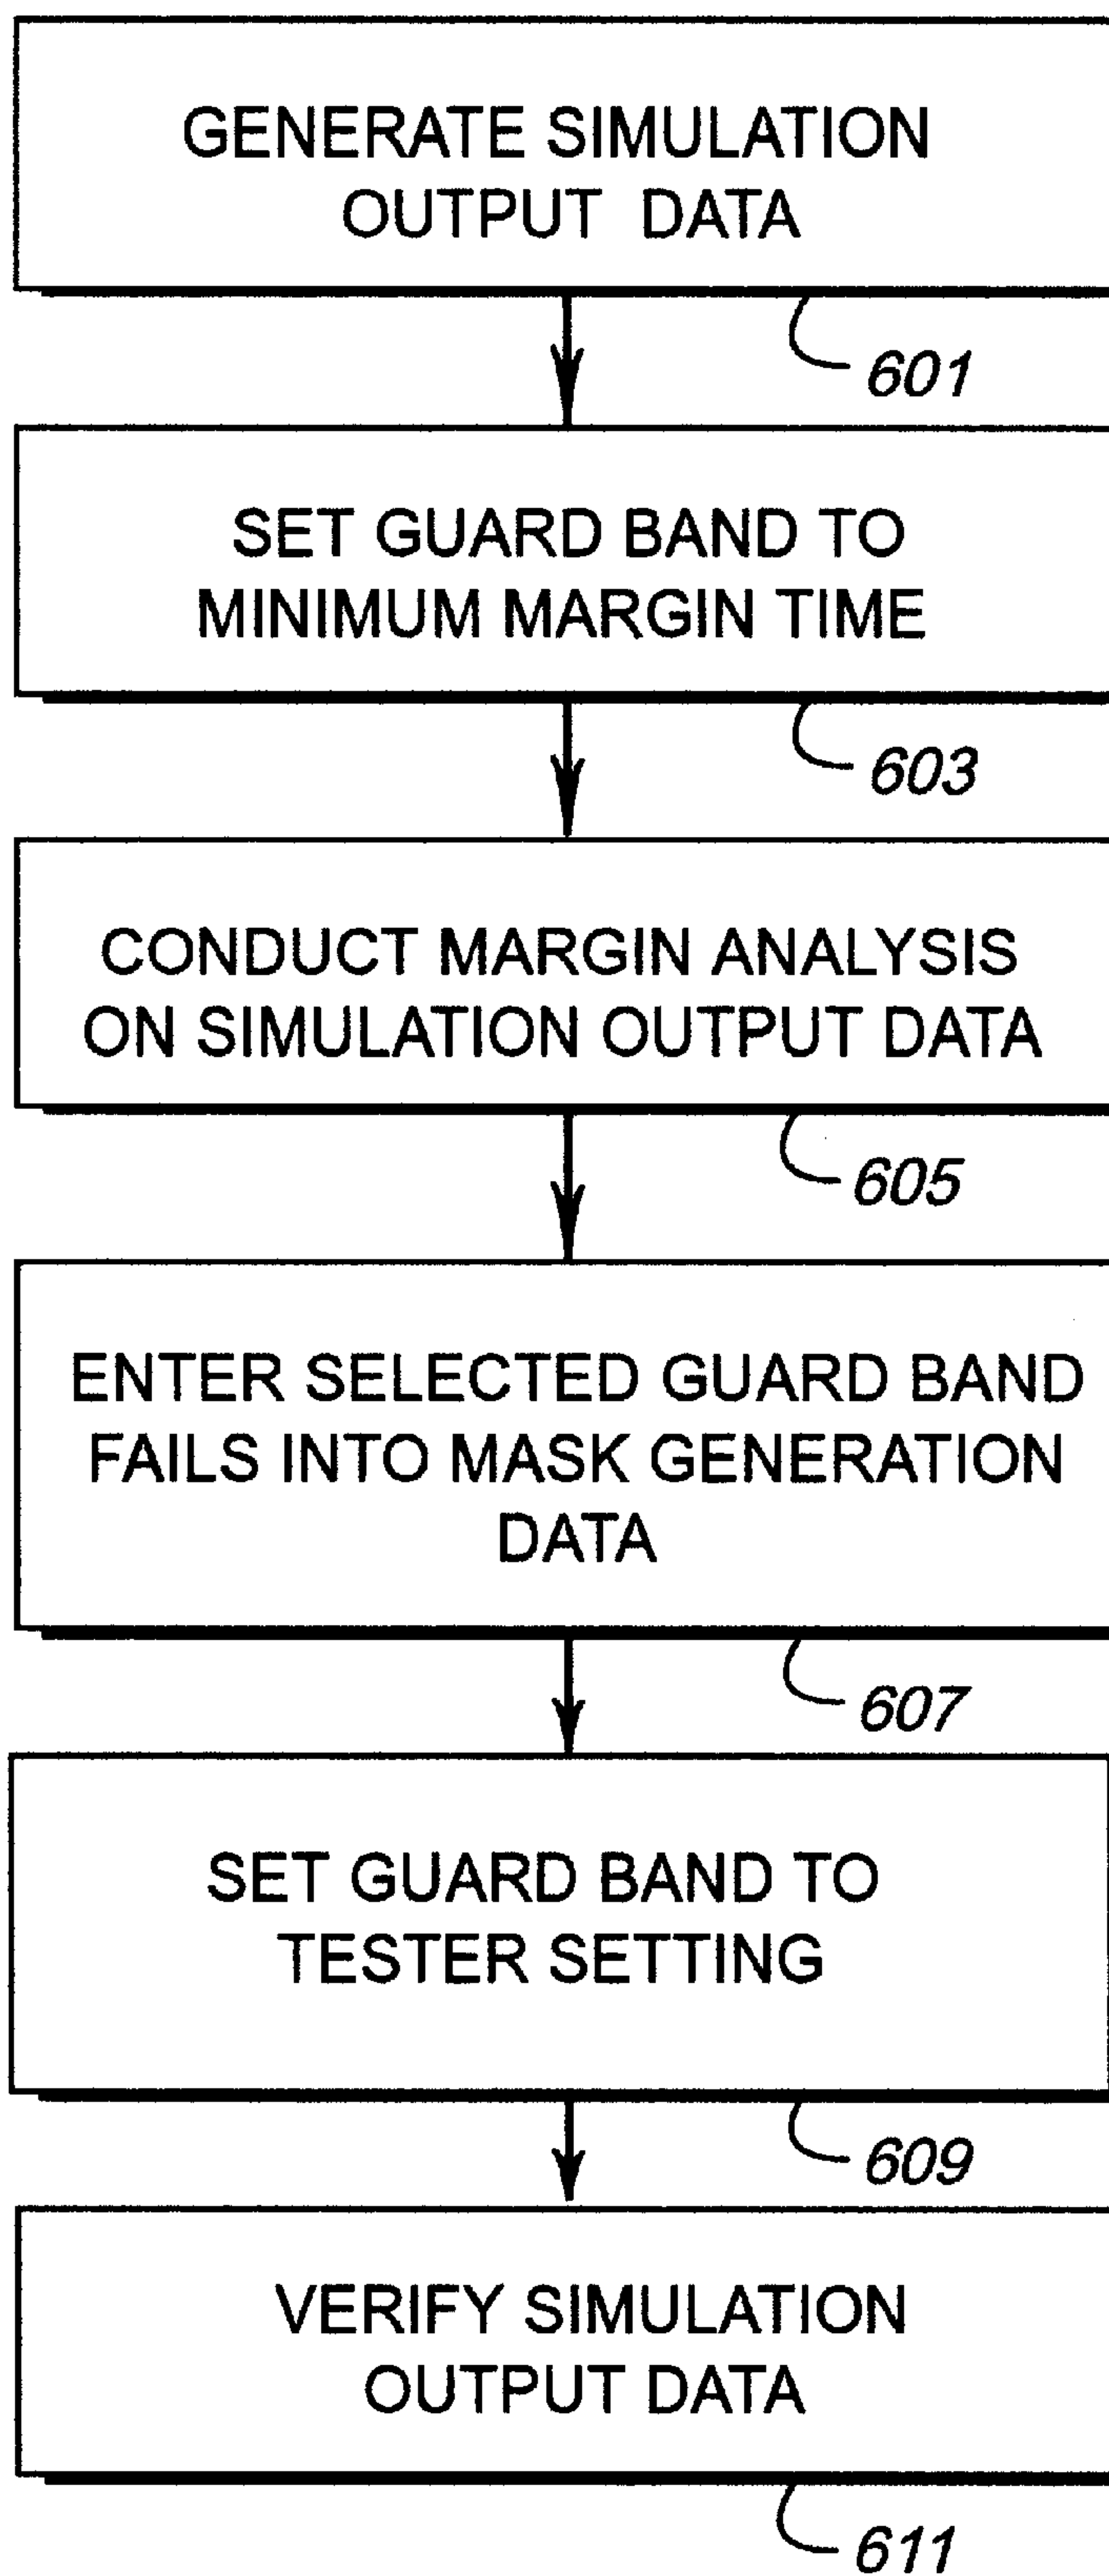 GENERATE SIMULATION
OUTPUT DATA
601
SET GUARD BAND TO
MINIMUM MARGIN TIME
603
CONDUCT MARGIN ANALYSIS
ON SIMULATION OUTPUT DATA
605
ENTER SELECTED GUARD BAND
FAILS INTO MASK GENERATION
DATA
607
SET GUARD BAND TO
TESTER SETTING
609
VERIFY SIMULATION
OUTPUT DATA
611